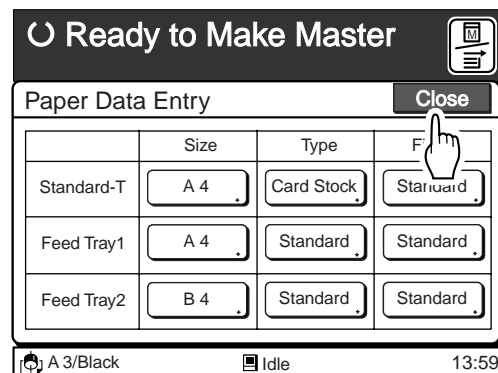 Ready to Make Master
M
Paper Data Entry Close
Size Type
Standard-T A 4 Card Stock Standard
Feed Tray1 A 4 Standard Standard
Feed Tray2 B 4 Standard Standard
A 3/Black Idle 13:59